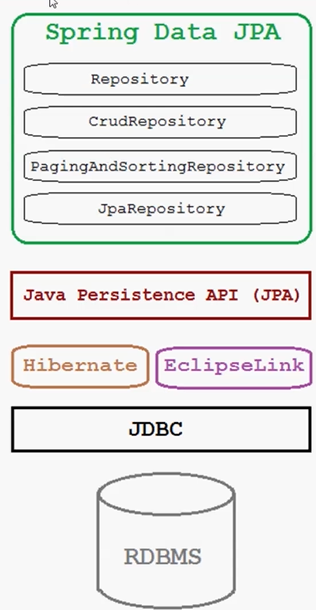 Spring Data JPA
Repository
CrudRepository
PagingAndSortingRepository
JpaRepository
Java Persistence API (JPA)
Hibernate
EclipseLink
JDBC
RDBMS